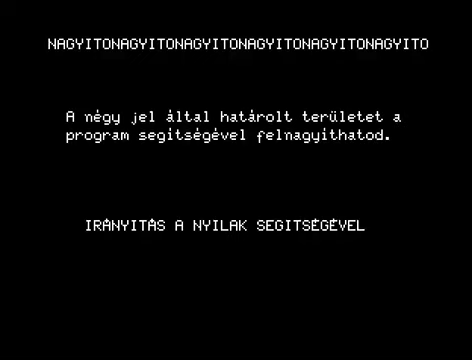 NAGYITONAGYITONAGYITONAGYITONAGYITONAGYITO
A négy jel által határolt területet a
program segitségével felnagyithatod.
IRÁNYITÁS A NYILAK SEGITSÉGÉVEL